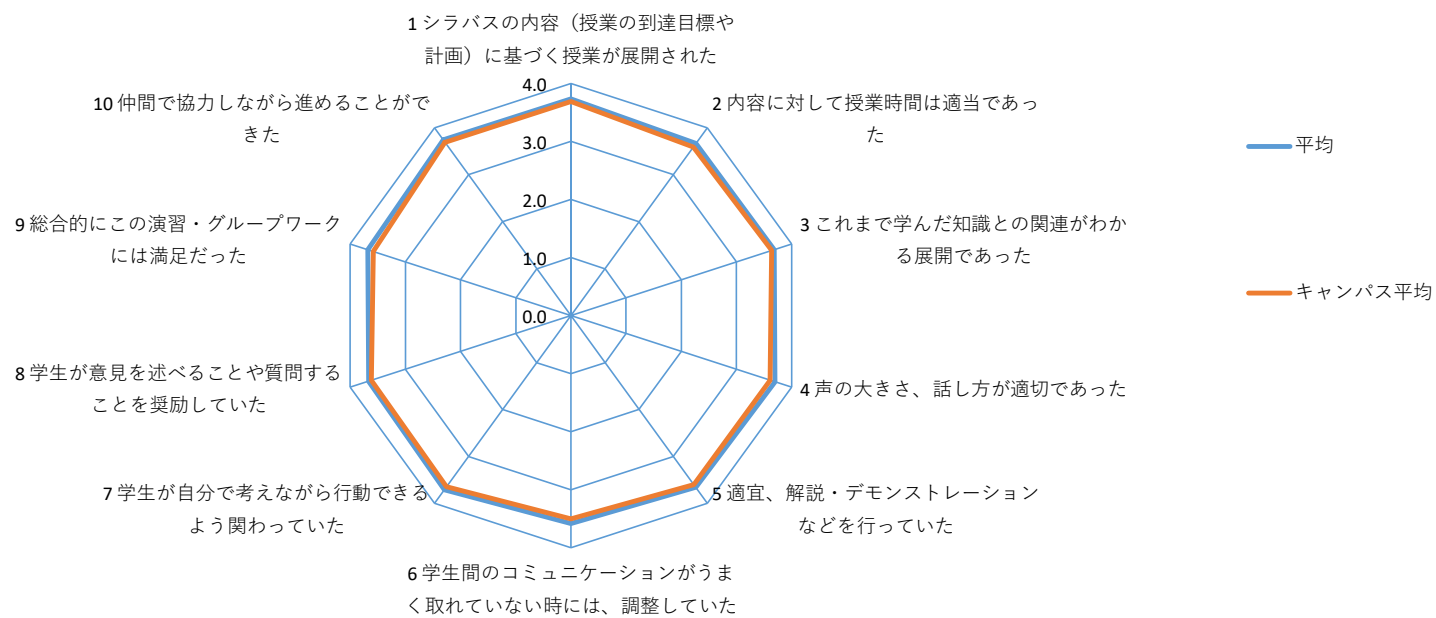 1 シラバスの内容（授業の到達目標や
計画）に基づく授業が展開された
2 内容に対して授業時間は適当であっ
た
3 これまで学んだ知識との関連がわか
る展開であった
4 声の大きさ、話し方が適切であった
5 適宜、解説・デモンストレーション
などを行っていた
6 学生間のコミュニケーションがうま
く取れていない時には、調整していた
7 学生が自分で考えながら行動できる
よう関わっていた
8 学生が意見を述べることや質問する
ことを奨励していた
9 総合的にこの演習・グループワーク
には満足だった
10 仲間で協力しながら進めることがで
きた
4.0
3.0
2.0
1.0
0.0
平均
キャンパス平均